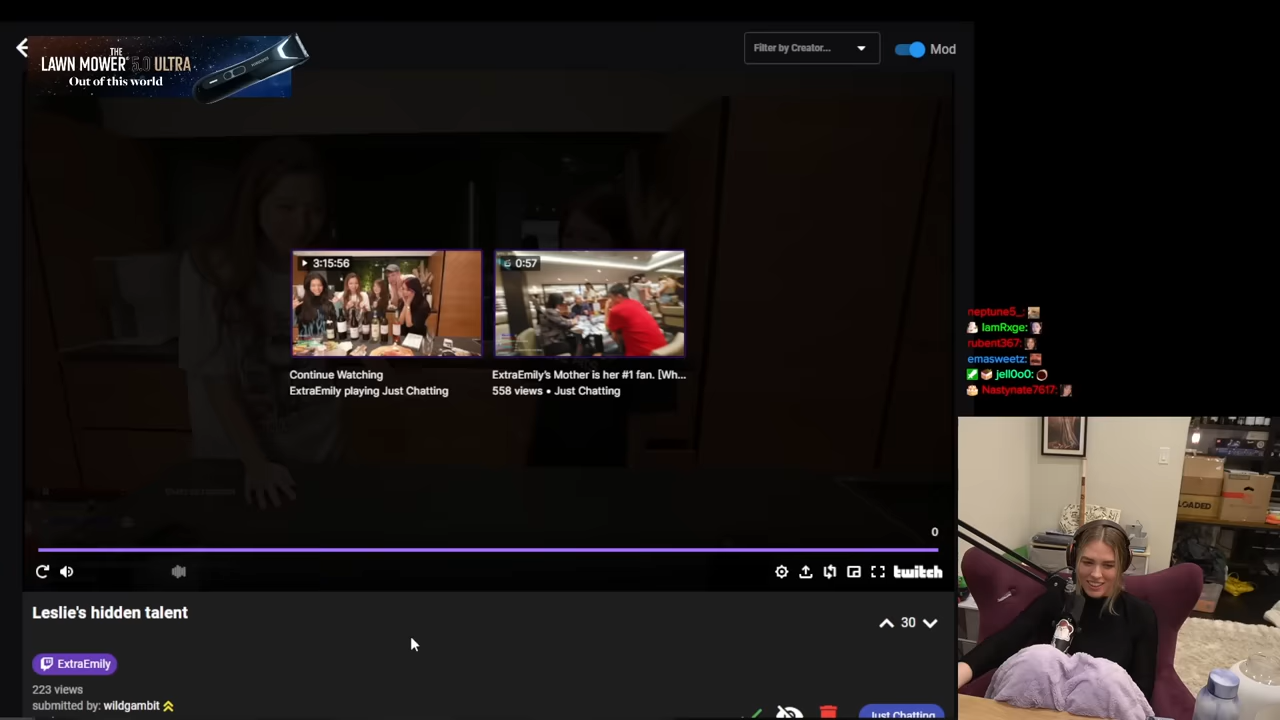 THE
LAWN MOWER 5.0 ULTRA
Out of this world
Filter by Creator...
Mod
3:15:56
0:57
Continue Watching
ExtraEmily playing Just Chatting
ExtraEmily's Mother is her #1 fan. [Wh...
558 views • Just Chatting
neptune5_:
IamRxge:
rubent367:
emasweetz:
jell0o0:
Nastynate7617:
LOADED
0
twitch
Leslie's hidden talent
30
ExtraEmily
223 views
submitted by: wildgambit
Just Chatting